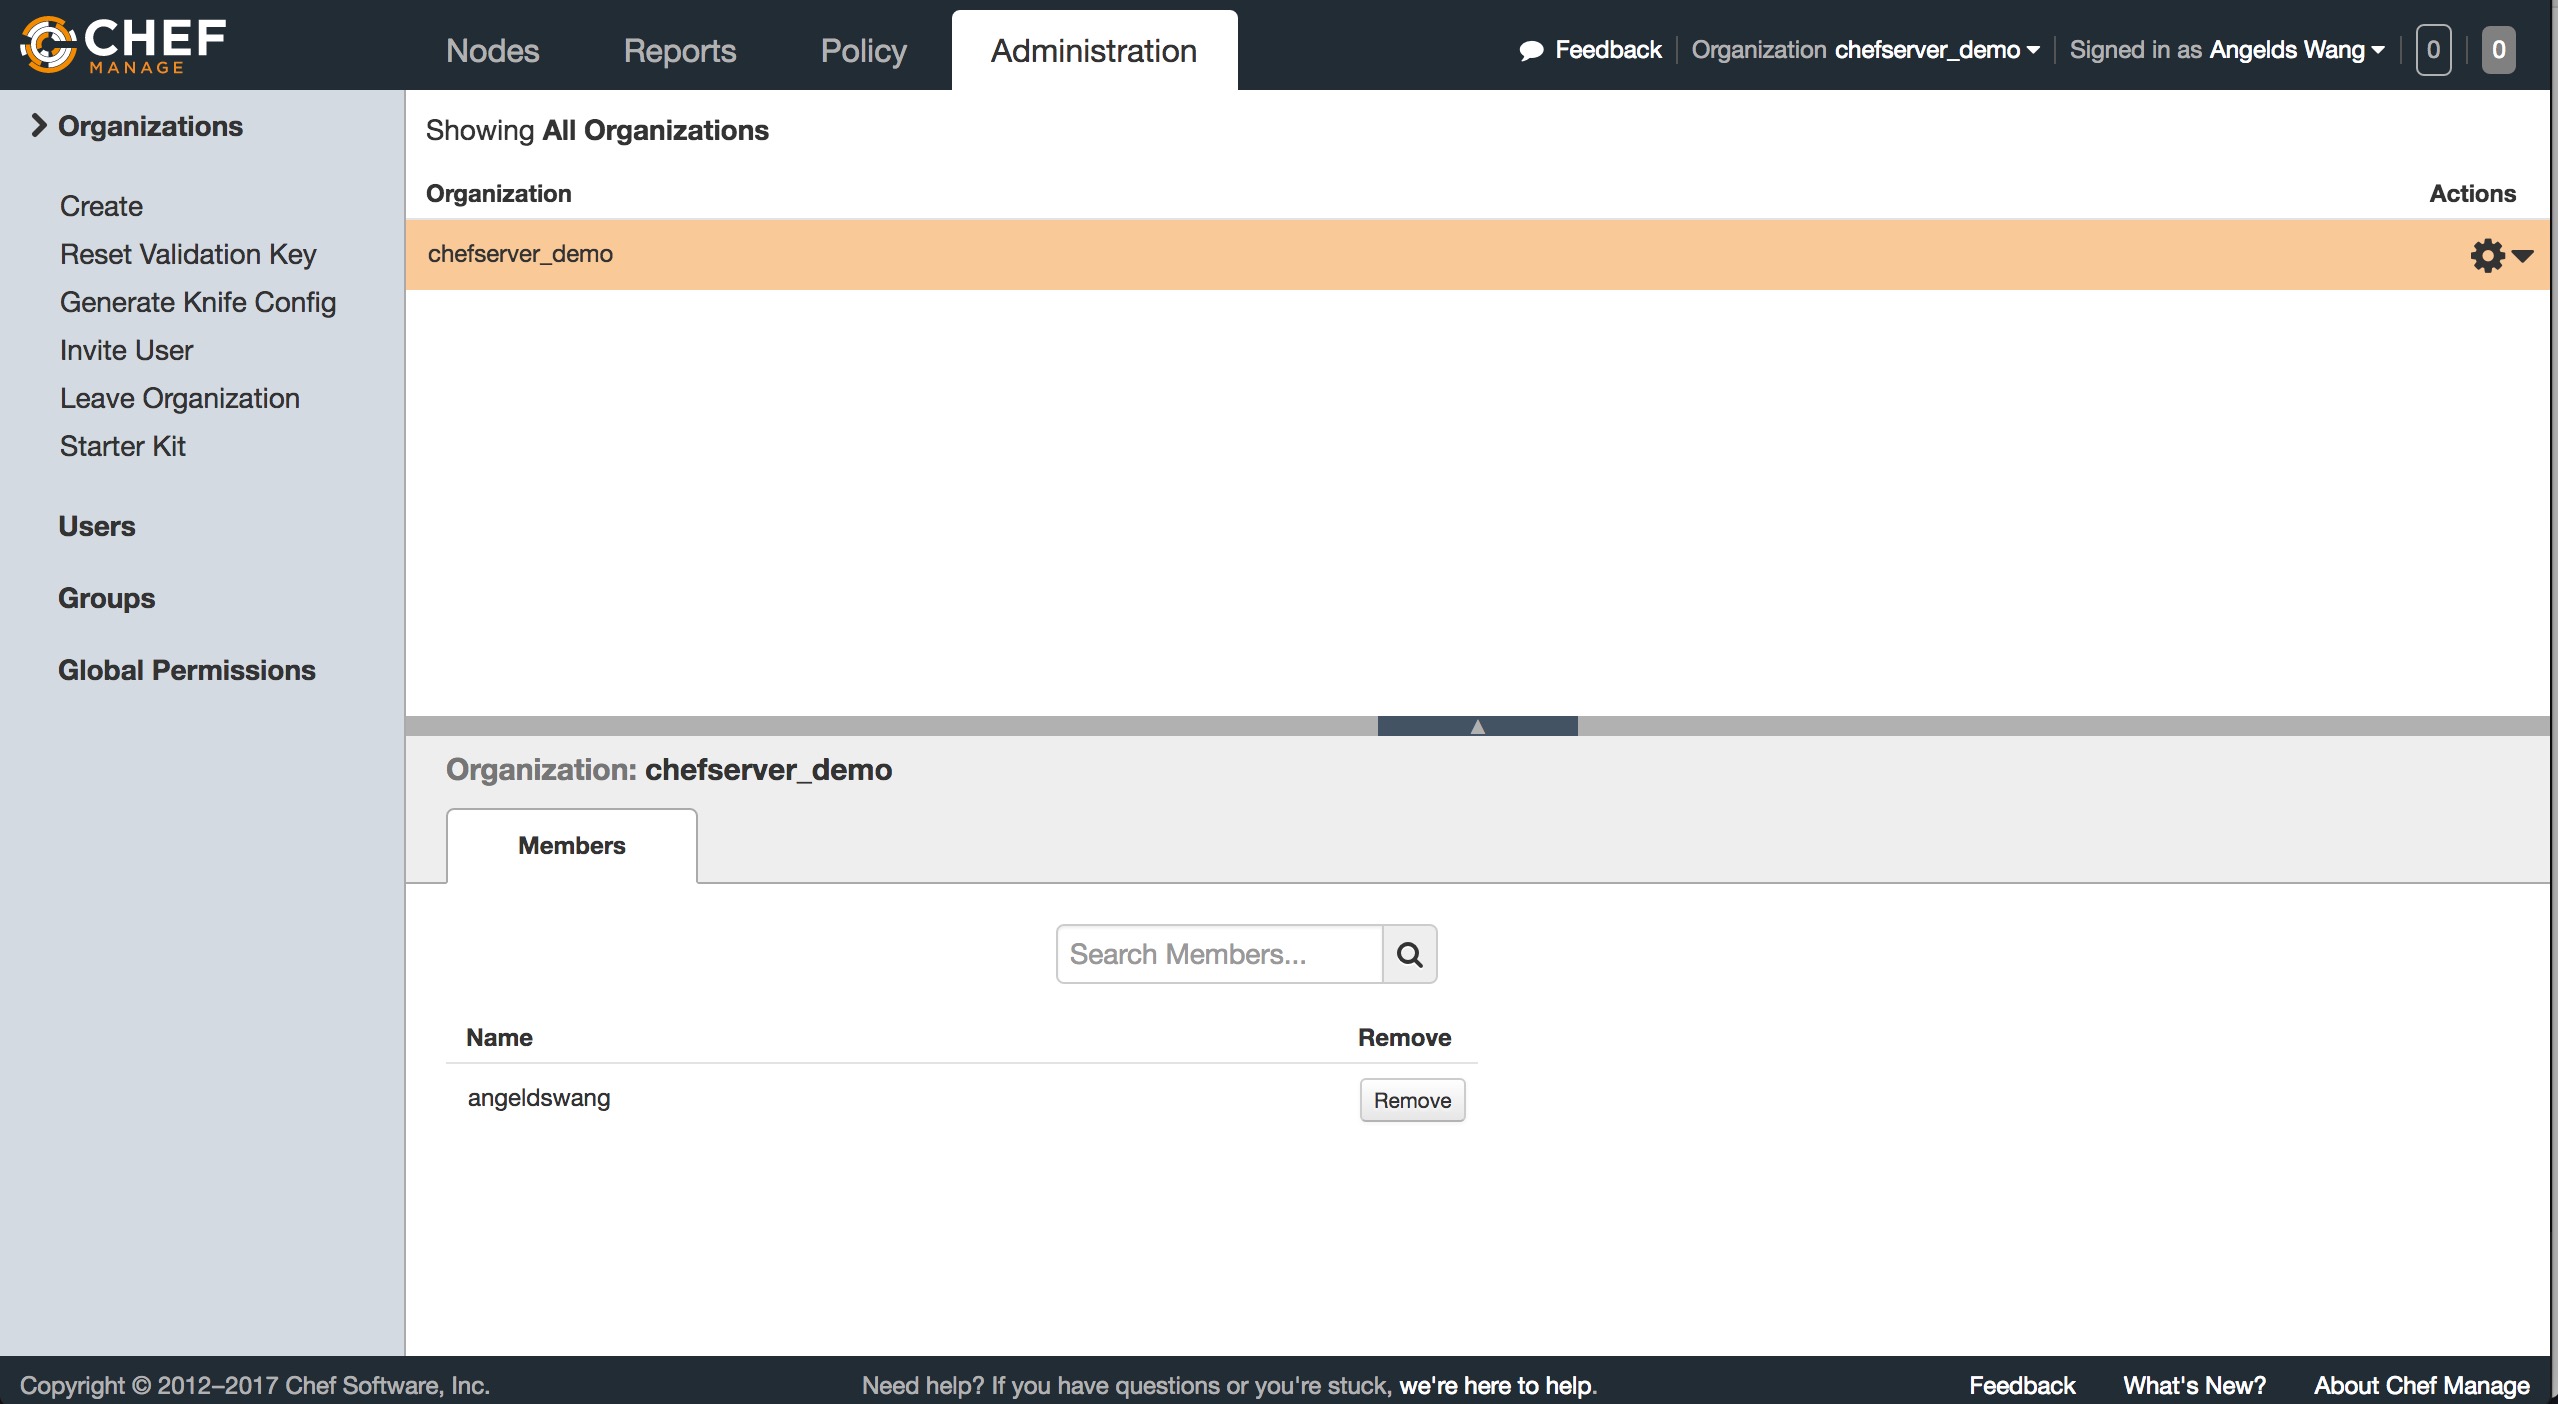 CHEF
MANAGE
Nodes
Reports
Policy
Administration
Feedback
Organization chefserver_demo
Signed in as Angelds Wang
0
0
Organizations
Create
Reset Validation Key
Generate Knife Config
Invite User
Leave Organization
Starter Kit
Users
Groups
Global Permissions
Showing All Organizations
Organization
Actions
chefserver_demo
Organization: chefserver_demo
Members
Search Members...
Name
Remove
angeldswang
Remove
Copyright © 2012–2017 Chef Software, Inc.
Need help? If you have questions or you're stuck, we're here to help.
Feedback
What's New?
About Chef Manage